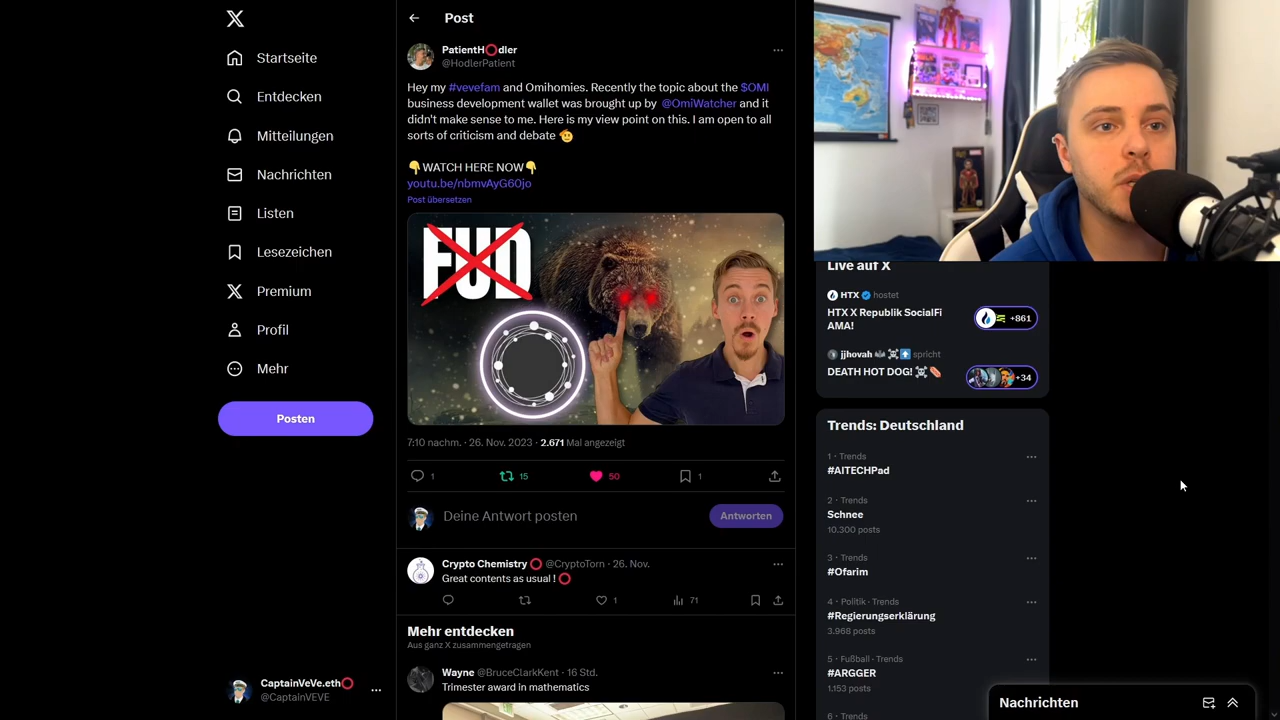 Startseite
Entdecken
Mitteilungen
Nachrichten
Listen
Lesezeichen
Premium
Profil
Mehr
Posten
CaptainVeVe.eth⭕
@CaptainVEVE
Post
PatientH⭕dler
@HodlerPatient
Hey my #vevefam and Omihomies. Recently the topic about the $OMI
business development wallet was brought up by @OmiWatcher and it
didn't make sense to me. Here is my view point on this. I am open to all
sorts of criticism and debate 🫡
👇WATCH HERE NOW👇
youtu.be/nbmvAyG60jo
Post übersetzen
FUD
7:10 nachm. · 26. Nov. 2023 · 2.671 Mal angezeigt
1 15 50 1
Deine Antwort posten
Antworten
Crypto Chemistry ⭕ @CryptoTorn · 26. Nov.
Great contents as usual ! ⭕
1 71
Mehr entdecken
Aus ganz X zusammengetragen
Wayne @BruceClarkKent · 16 Std.
Trimester award in mathematics
Live auf X
HTX hostet
HTX X Republik SocialFi
AMA!
+861
jjhovah spricht
DEATH HOT DOG! ☠️🌭
+34
Trends: Deutschland
1 · Trends
#AITECHPad
2 · Trends
Schnee
10.300 posts
3 · Trends
#Ofarim
4 · Politik · Trends
#Regierungserklärung
3.968 posts
5 · Fußball · Trends
#ARGGER
1.153 posts
6 · Trends
Nachrichten